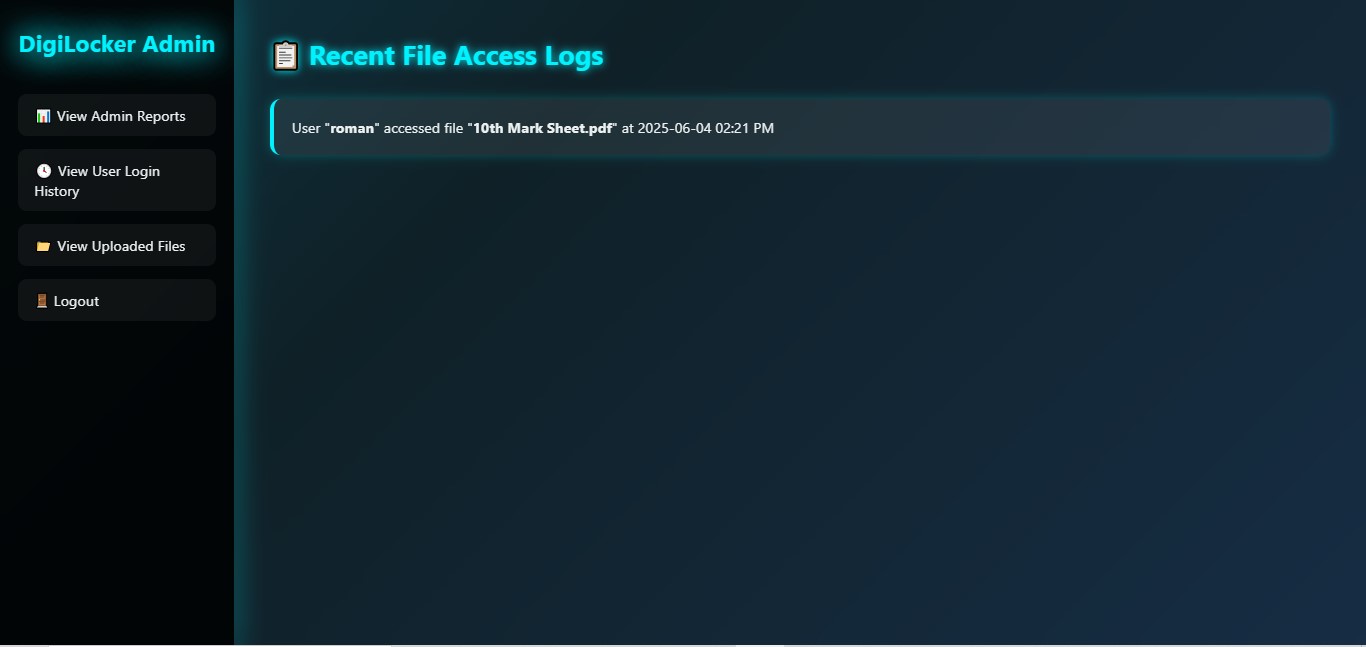 DigiLocker Admin
📊 View Admin Reports
🕓 View User Login
History
📁 View Uploaded Files
🚪 Logout
📋 Recent File Access Logs
User "roman" accessed file "10th Mark Sheet.pdf" at 2025-06-04 02:21 PM